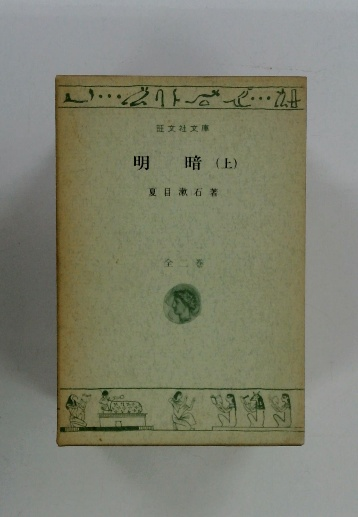 旺文社文庫
明 暗 (上)
夏目漱石著
全二巻